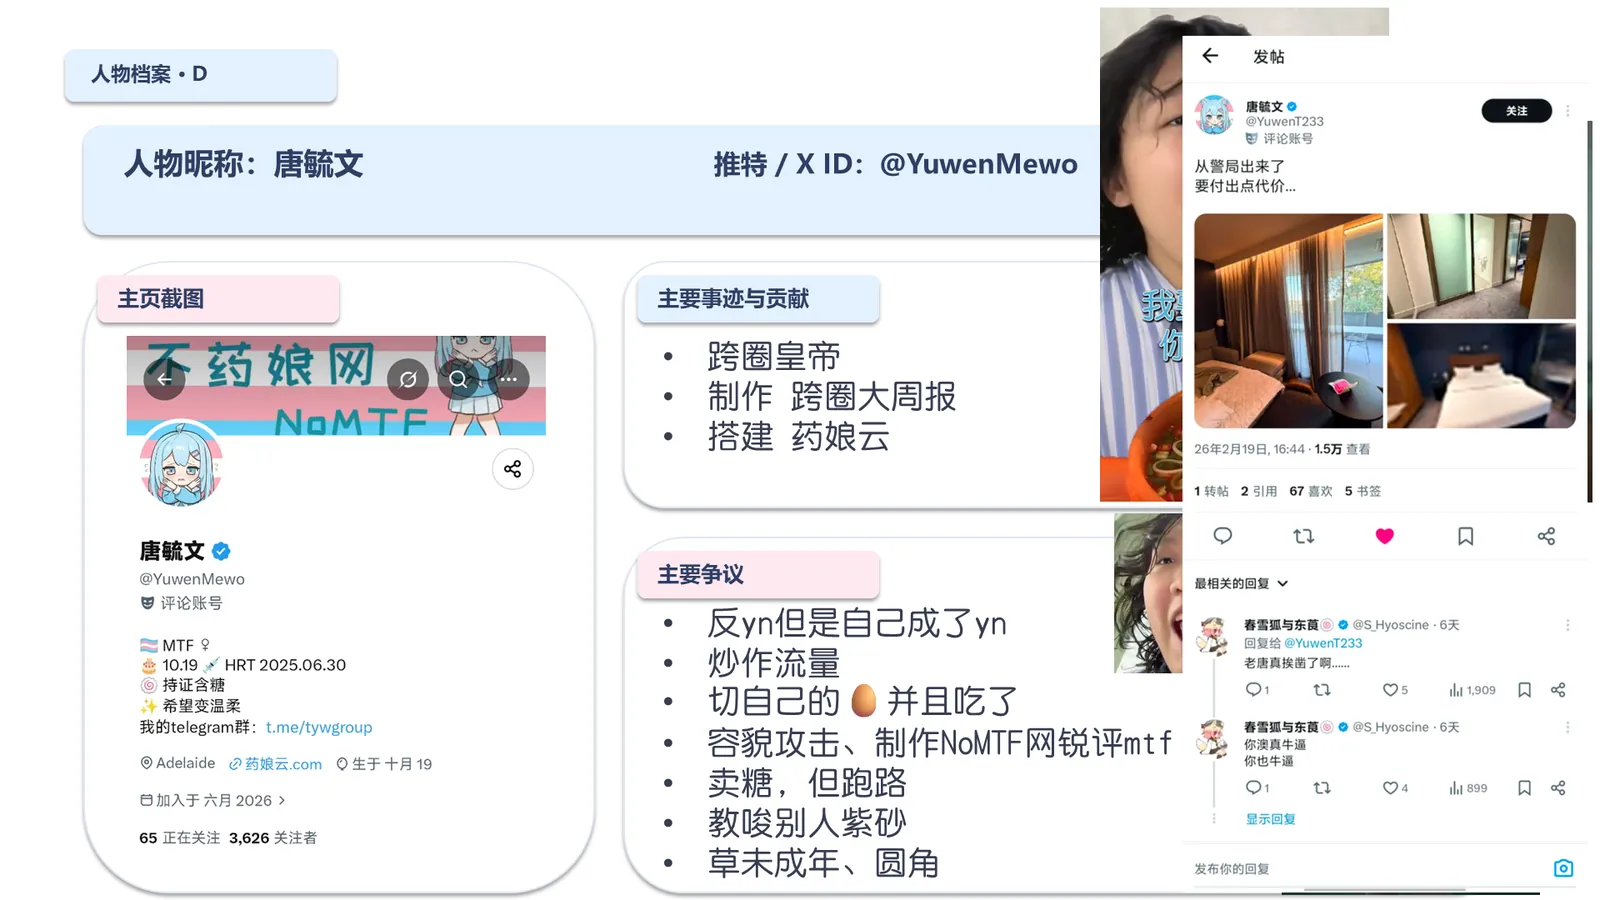 人物档案·D
人物昵称：唐毓文
推特 / X ID：@YuwenMewo
主页截图
不药娘网
NoMTF
唐毓文
@YuwenMewo
评论账号
MTF ♀
10.19 HRT 2025.06.30
持证含糖
希望变温柔
我的telegram群：t.me/tywgroup
Adelaide 药娘云.com 生于 十月 19
加入于 六月 2026 >
65 正在关注 3,626 关注者
主要事迹与贡献
• 跨圈皇帝
• 制作 跨圈大周报
• 搭建 药娘云
主要争议
• 反yn但是自己成了yn
• 炒作流量
• 切自己的🥚并且吃了
• 容貌攻击、制作NoMTF网锐评mtf
• 卖糖，但跑路
• 教唆别人紫砂
• 草未成年、圆角
你
发帖
唐毓文
@YuwenT233
评论账号
关注
从警局出来了
要付出点代价...
26年2月19日, 16:44 · 1.5万 查看
1 转帖 2 引用 67 喜欢 5 书签
最相关的回复
春雪狐与东莨 @S_Hyoscine · 6天
回复给 @YuwenT233
老唐真挨凿了啊......
1 5 1,909
春雪狐与东莨 @S_Hyoscine · 6天
你澳真牛逼
你也牛逼
1 4 899
显示回复
发布你的回复